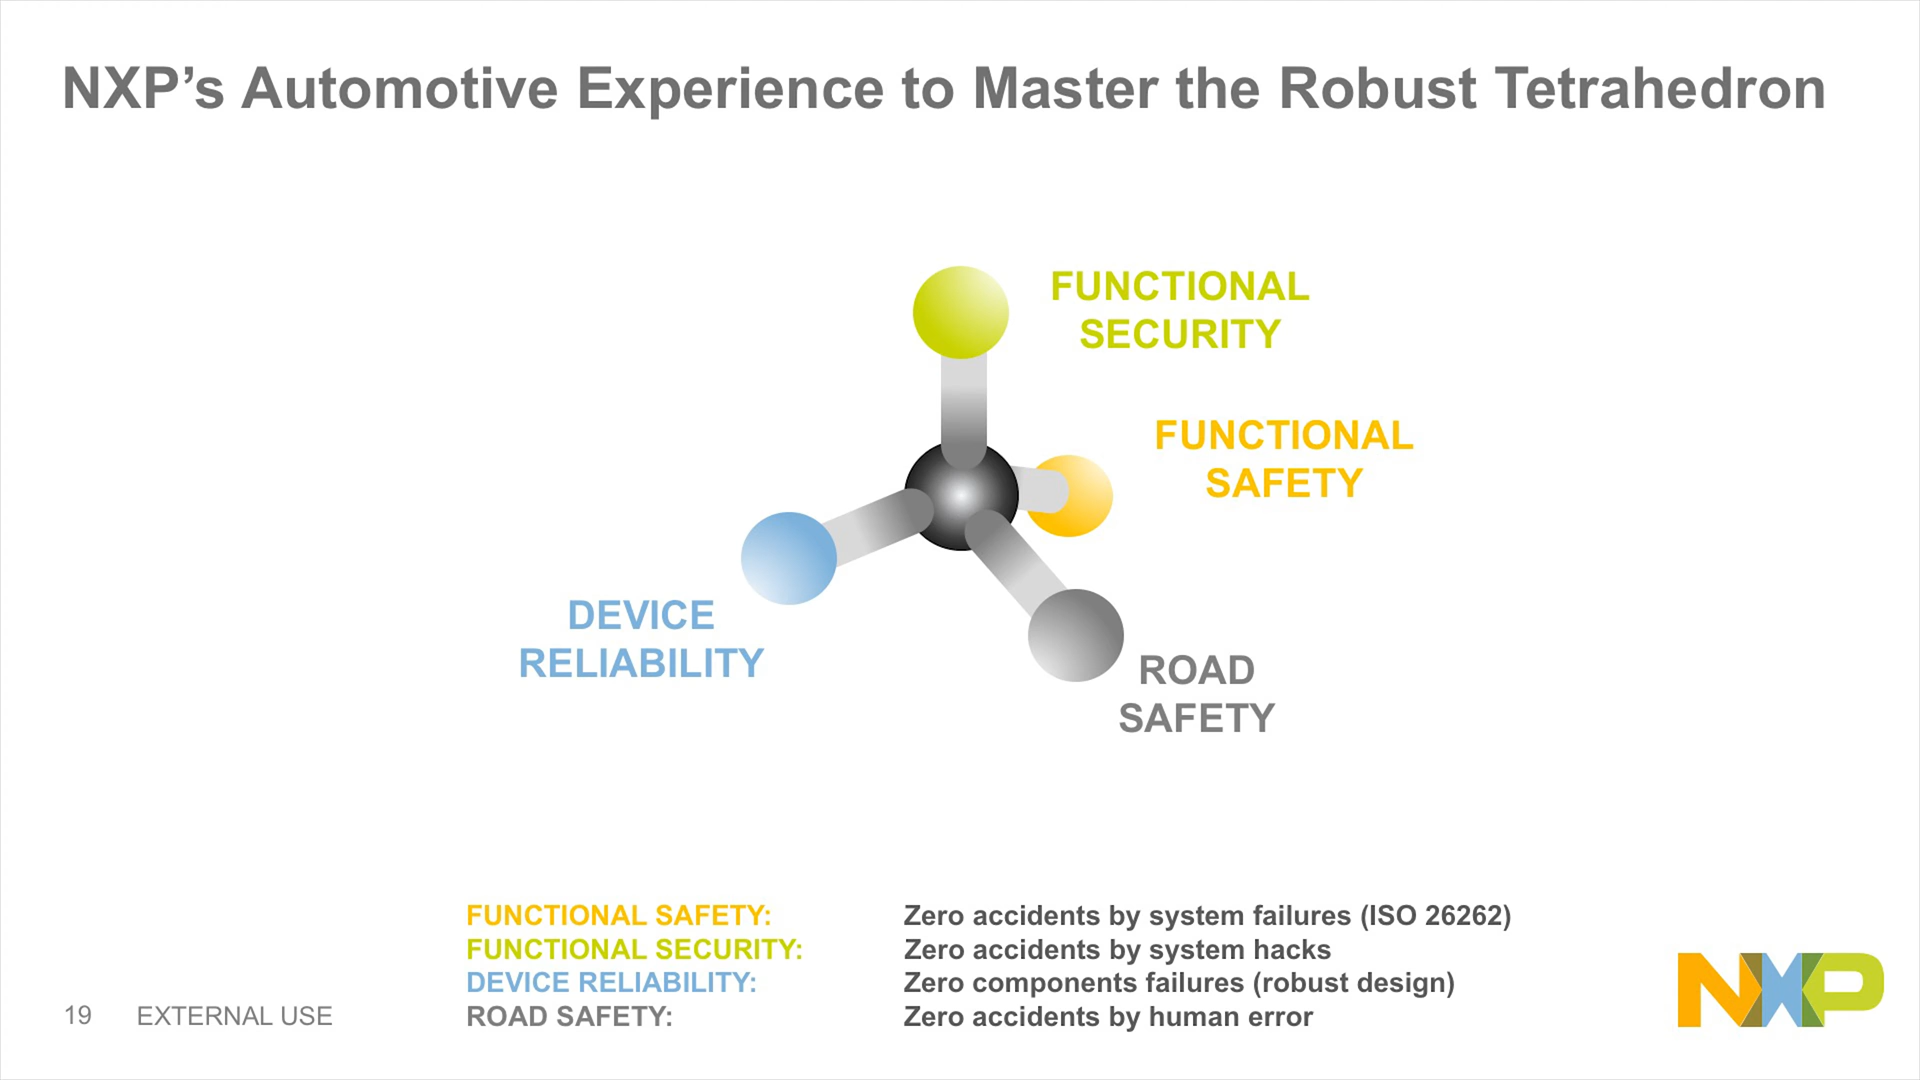 NXP’s Automotive Experience to Master the Robust Tetrahedron
FUNCTIONAL
SECURITY
FUNCTIONAL
SAFETY
DEVICE
RELIABILITY
ROAD
SAFETY
FUNCTIONAL SAFETY: Zero accidents by system failures (ISO 26262)
FUNCTIONAL SECURITY: Zero accidents by system hacks
DEVICE RELIABILITY: Zero components failures (robust design)
ROAD SAFETY: Zero accidents by human error
19 EXTERNAL USE
NXP